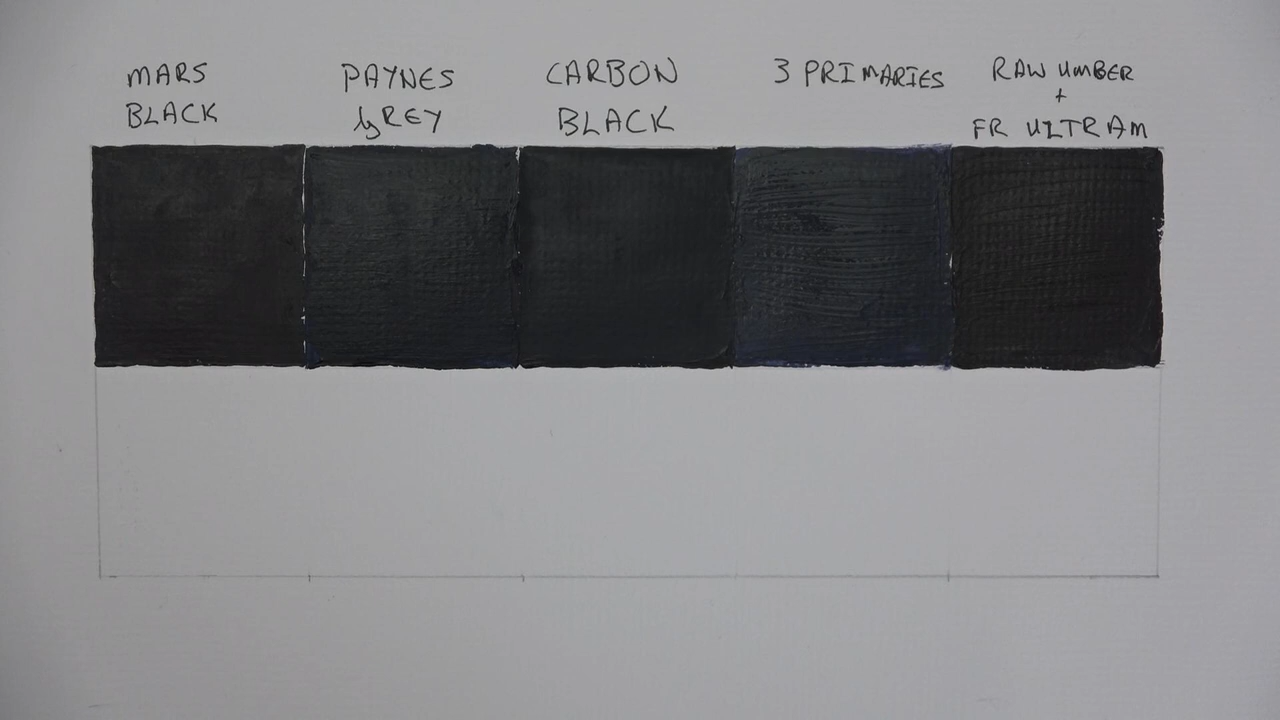 MARS
BLACK
PAYNES
GREY
CARBON
BLACK
3 PRIMARIES
RAW UMBER
+
FR ULTRAM